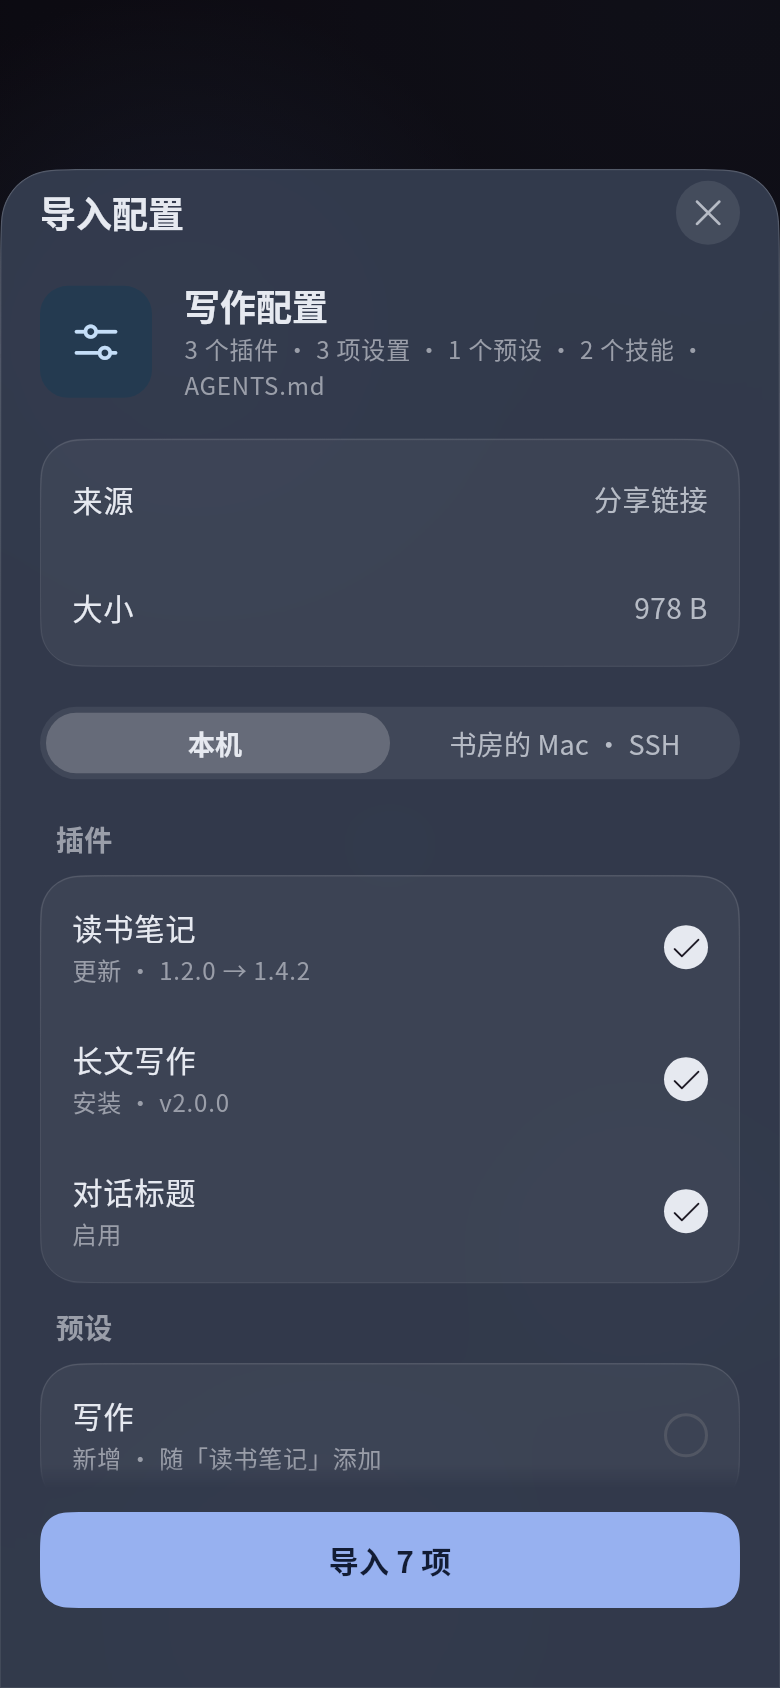 导入配置
写作配置
3 个插件 · 3 项设置 · 1 个预设 · 2 个技能 ·
AGENTS.md
来源
分享链接
大小
978 B
本机
书房的 Mac · SSH
插件
读书笔记
更新 · 1.2.0 → 1.4.2
长文写作
安装 · v2.0.0
对话标题
启用
预设
写作
新增 · 随「读书笔记」添加
导入 7 项